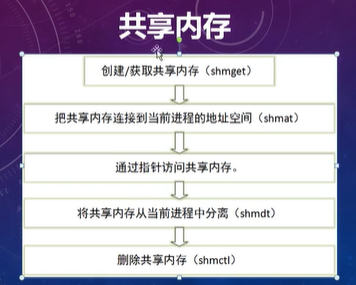 共享内存
创建/获取共享内存（shmget）
把共享内存连接到当前进程的地址空间（shmat）
通过指针访问共享内存。
将共享内存从当前进程中分离（shmdt）
删除共享内存（shmctl）